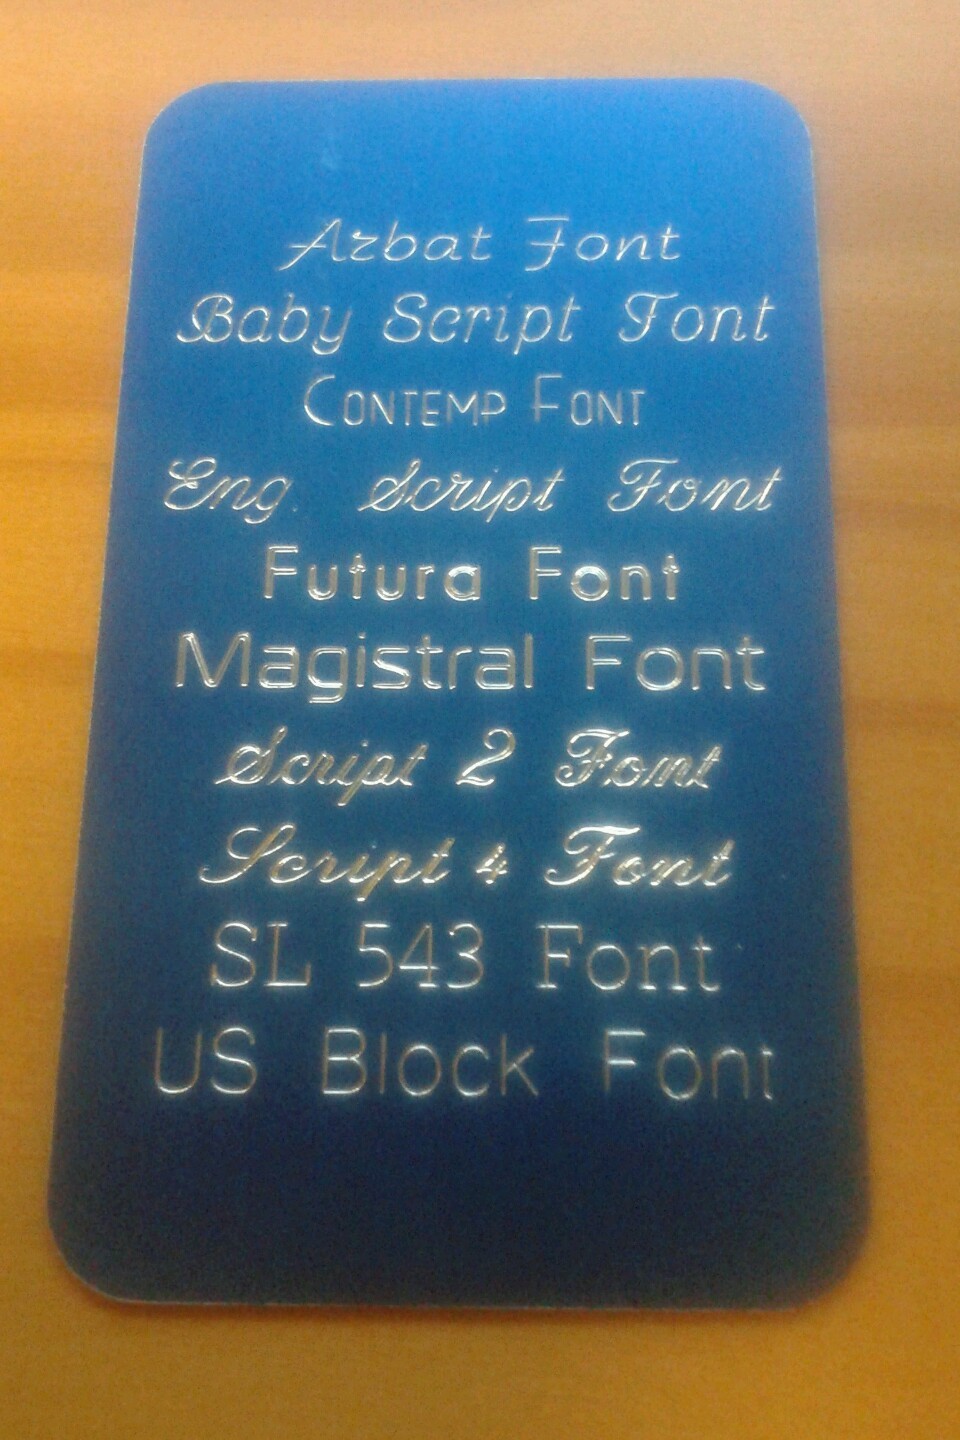 Arbat Font
Baby Script Font
CONTEMP FONT
Eng. Script Font
Futura Font
Magistral Font
Script 2 Font
Script 4 Font
SL 543 Font
US Block Font